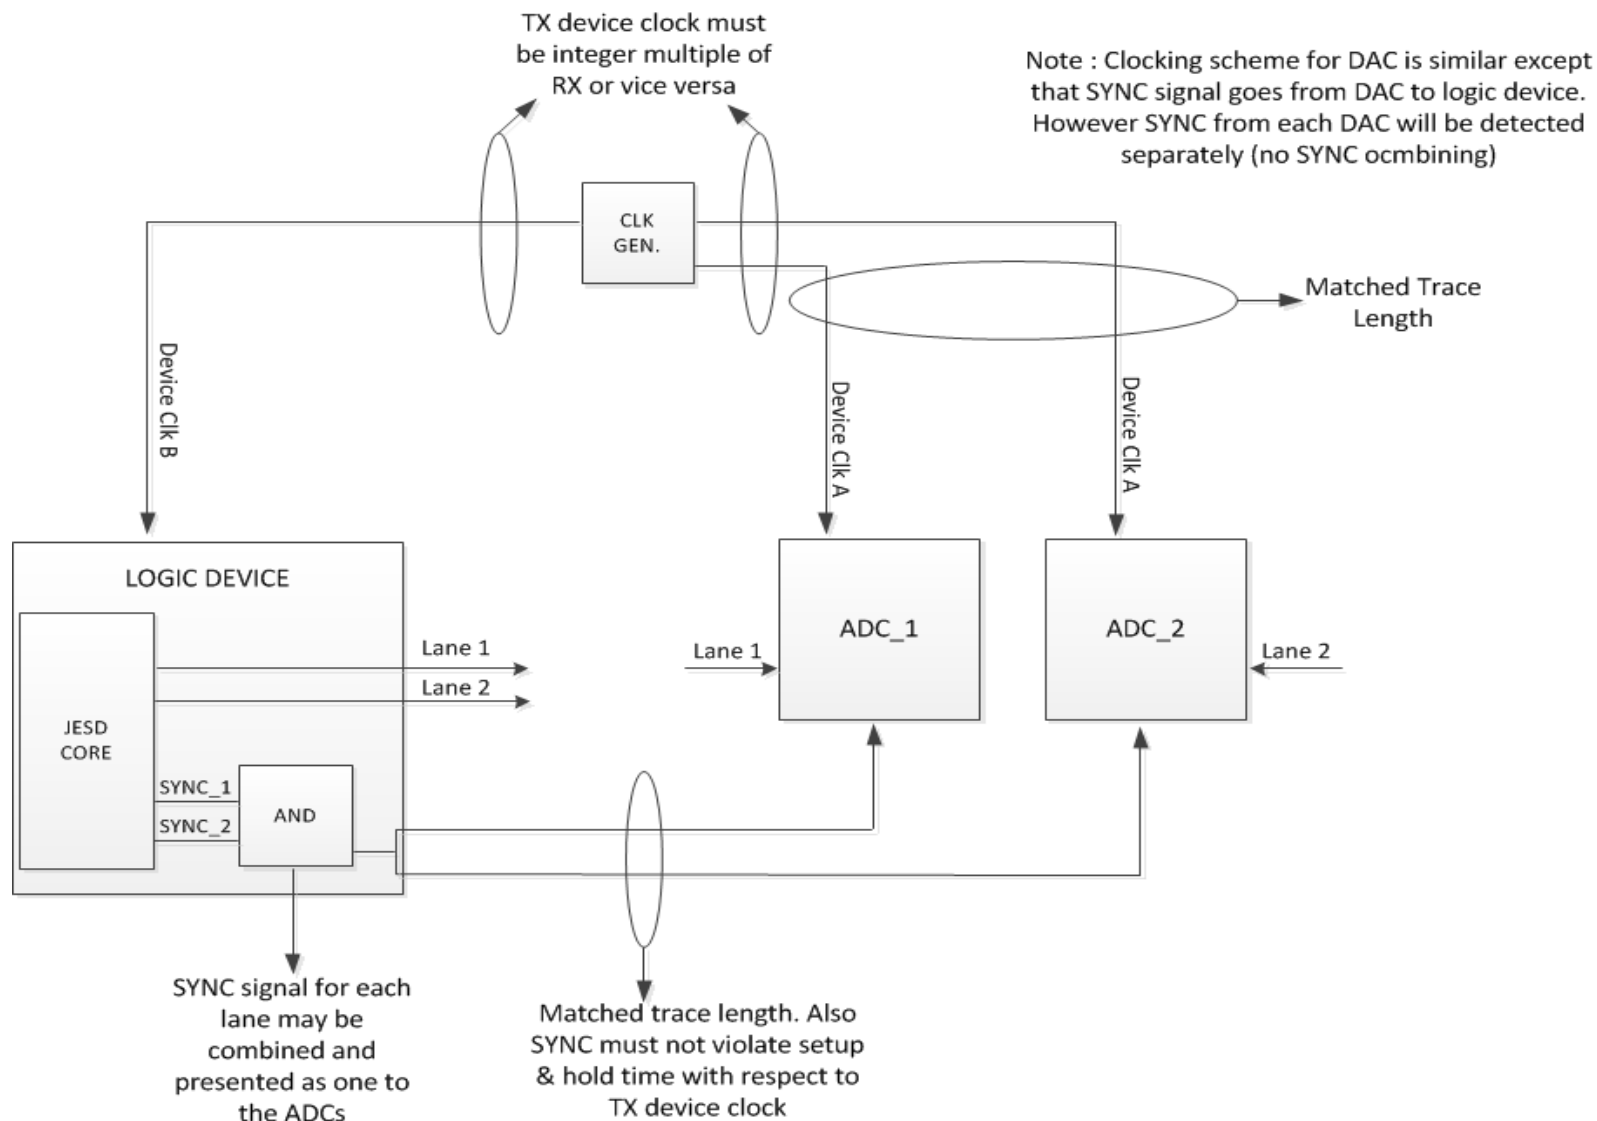 TX device clock must
be integer multiple of
RX or vice versa
Note : Clocking scheme for DAC is similar except
that SYNC signal goes from DAC to logic device.
However SYNC from each DAC will be detected
separately (no SYNC ocmbining)
CLK
GEN.
Matched Trace
Length
Device Clk B
Device Clk A
Device Clk A
LOGIC DEVICE
JESD
CORE
Lane 1
Lane 2
SYNC_1
SYNC_2
AND
Lane 1
ADC_1
ADC_2
Lane 2
SYNC signal for each
lane may be
combined and
presented as one to
the ADCs
Matched trace length. Also
SYNC must not violate setup
& hold time with respect to
TX device clock